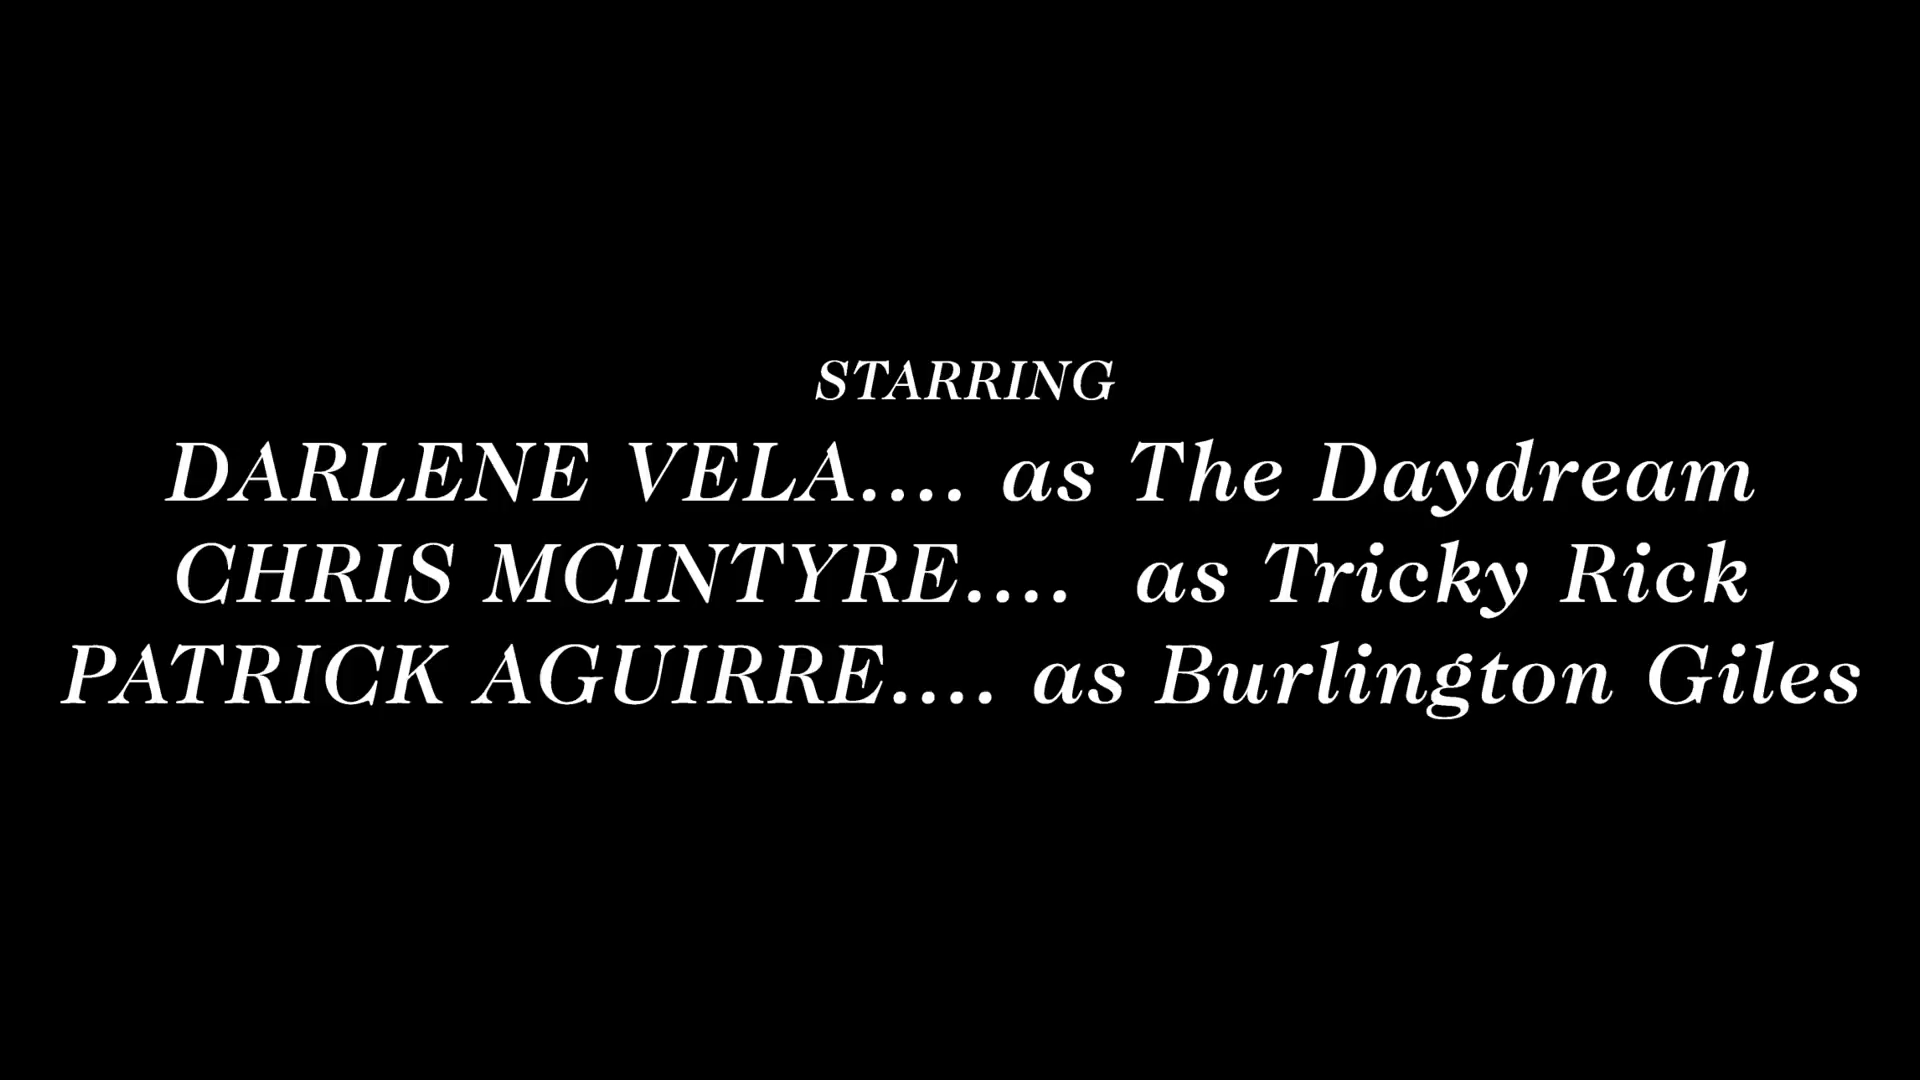 STARRING
DARLENE VELA.... as The Daydream
CHRIS MCINTYRE....  as Tricky Rick
PATRICK AGUIRRE.... as Burlington Giles